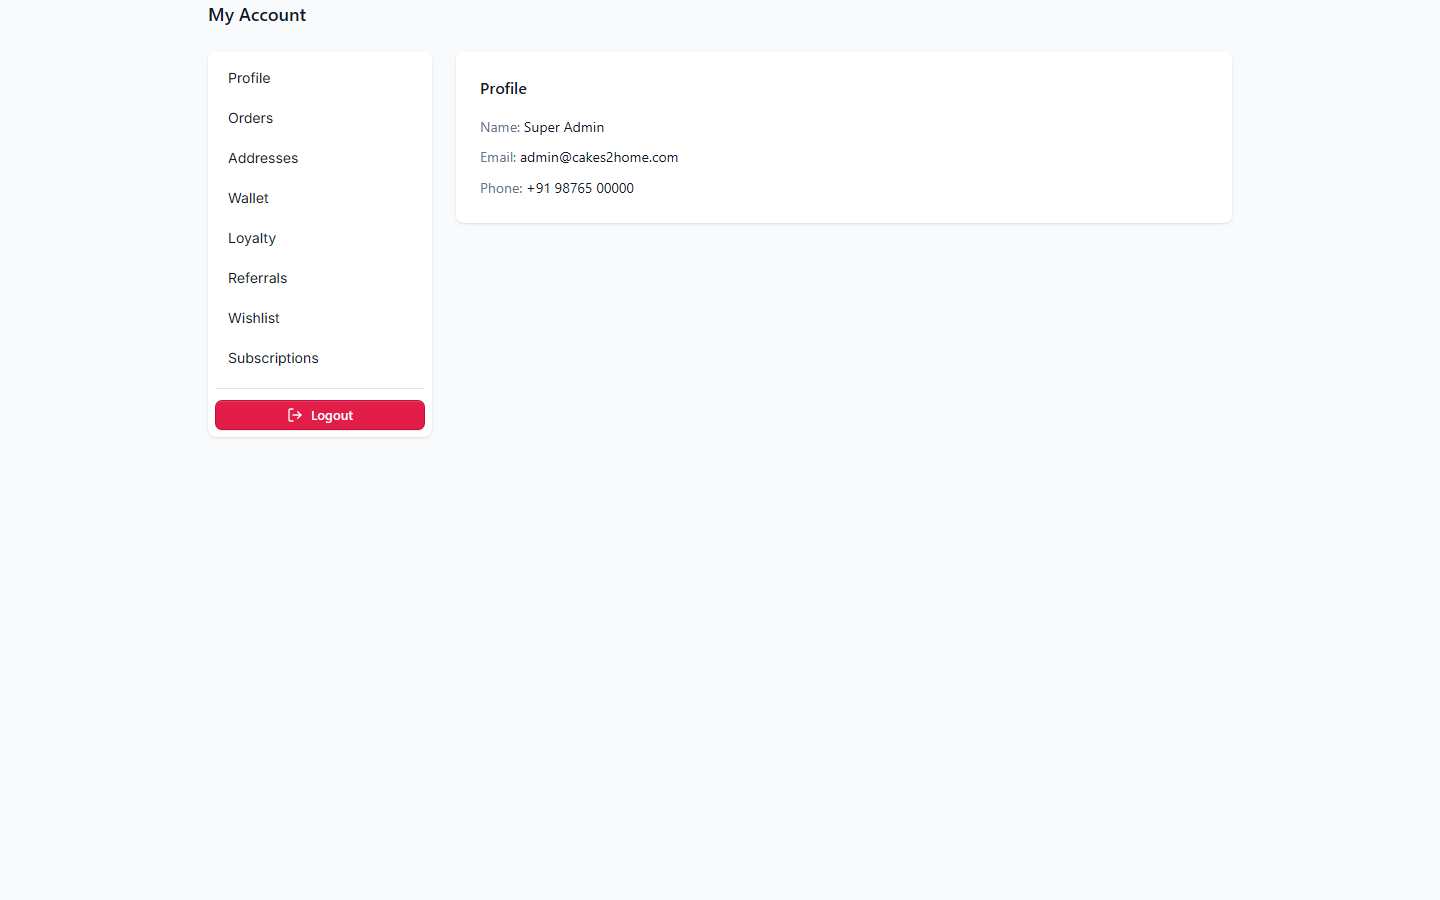 My Account
Profile
Orders
Addresses
Wallet
Loyalty
Referrals
Wishlist
Subscriptions
Logout
Profile
Name: Super Admin
Email: admin@cakes2home.com
Phone: +91 98765 00000